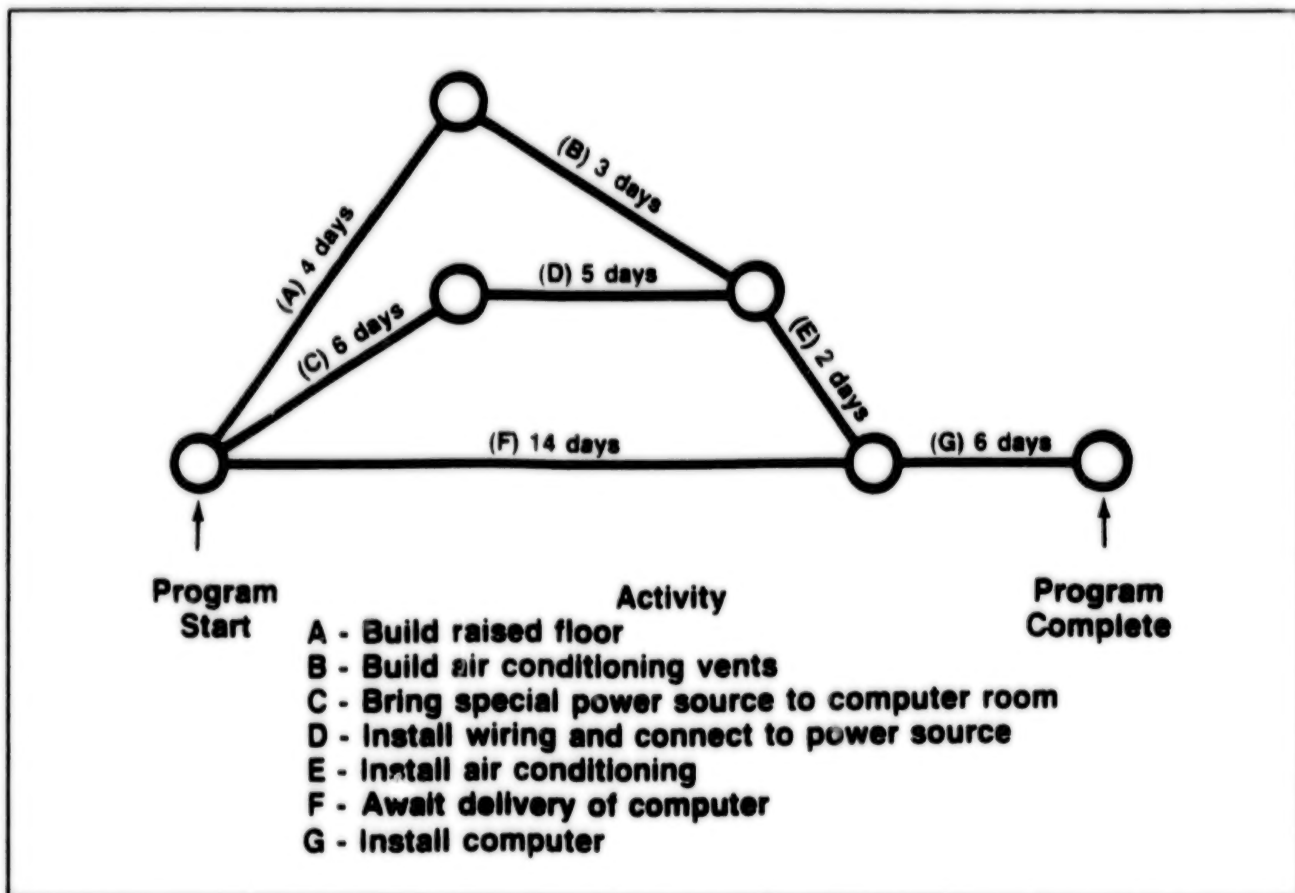 (A) 4 days
(B) 3 days
(C) 6 days
(D) 5 days
(E) 2 days
(F) 14 days
(G) 6 days
Program
Start
Program
Complete
Activity
A - Build raised floor
B - Build air conditioning vents
C - Bring special power source to computer room
D - Install wiring and connect to power source
E - Install air conditioning
F - Await delivery of computer
G - Install computer